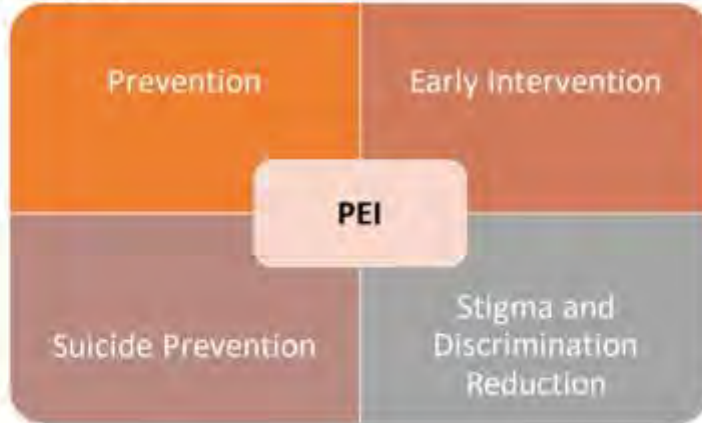 Prevention
Early Intervention
PEI
Suicide Prevention
Stigma and
Discrimination
Reduction